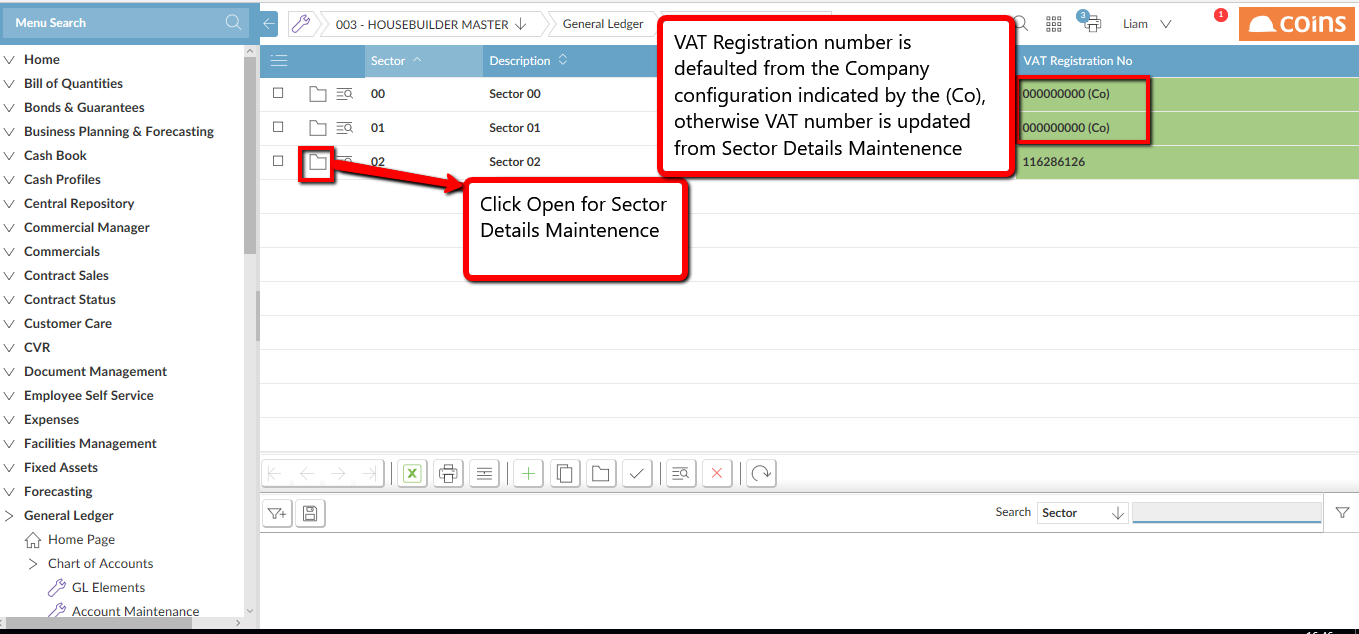 Menu Search
003 - HOUSEBUILDER MASTER
General Ledger
3
Liam
1
coins
Home
Bill of Quantities
Bonds & Guarantees
Business Planning & Forecasting
Cash Book
Cash Profiles
Central Repository
Commercial Manager
Commercials
Contract Sales
Contract Status
Customer Care
CVR
Document Management
Employee Self Service
Expenses
Facilities Management
Fixed Assets
Forecasting
General Ledger
Home Page
Chart of Accounts
GL Elements
Account Maintenance
Sector
Description
VAT Registration No
00
Sector 00
000000000 (Co)
01
Sector 01
000000000 (Co)
02
Sector 02
116286126
VAT Registration number is
defaulted from the Company
configuration indicated by the (Co),
otherwise VAT number is updated
from Sector Details Maintenence
Click Open for Sector
Details Maintenence
Search
Sector